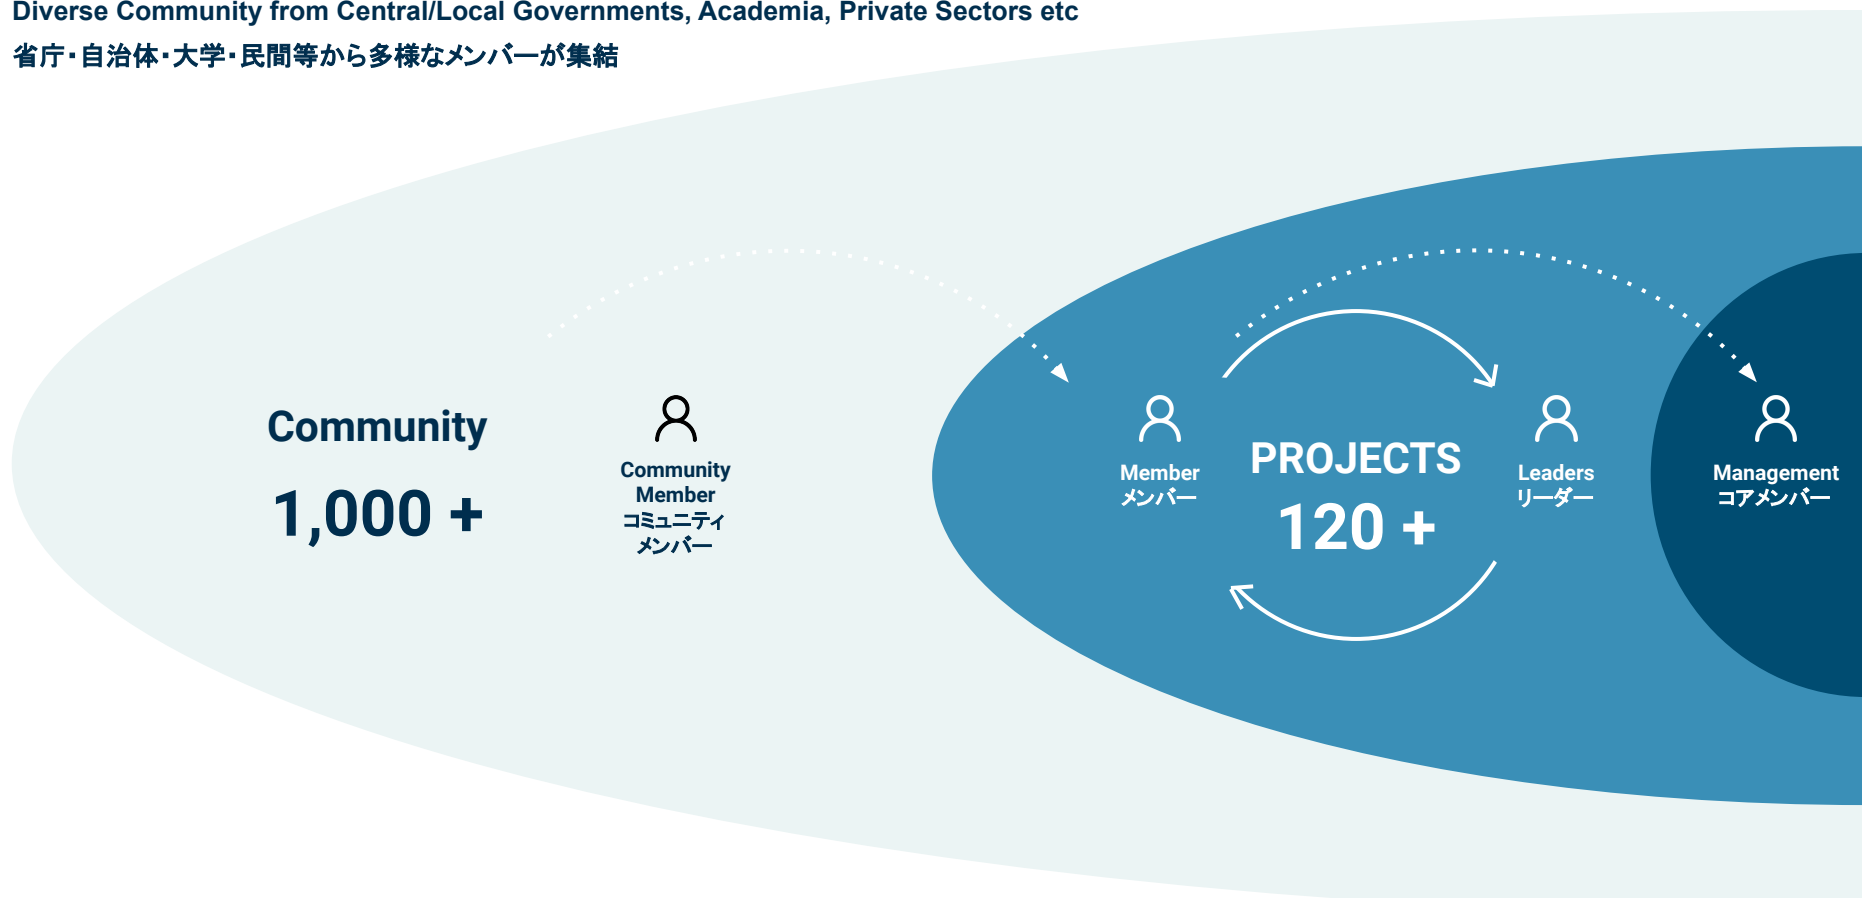 Diverse Community from Central/Local Governments, Academia, Private Sectors etc
省庁・自治体・大学・民間等から多様なメンバーが集結
Community
1,000 +
Community
Member
コミュニティ
メンバー
Member
メンバー
PROJECTS
120 +
Leaders
リーダー
Management
コアメンバー